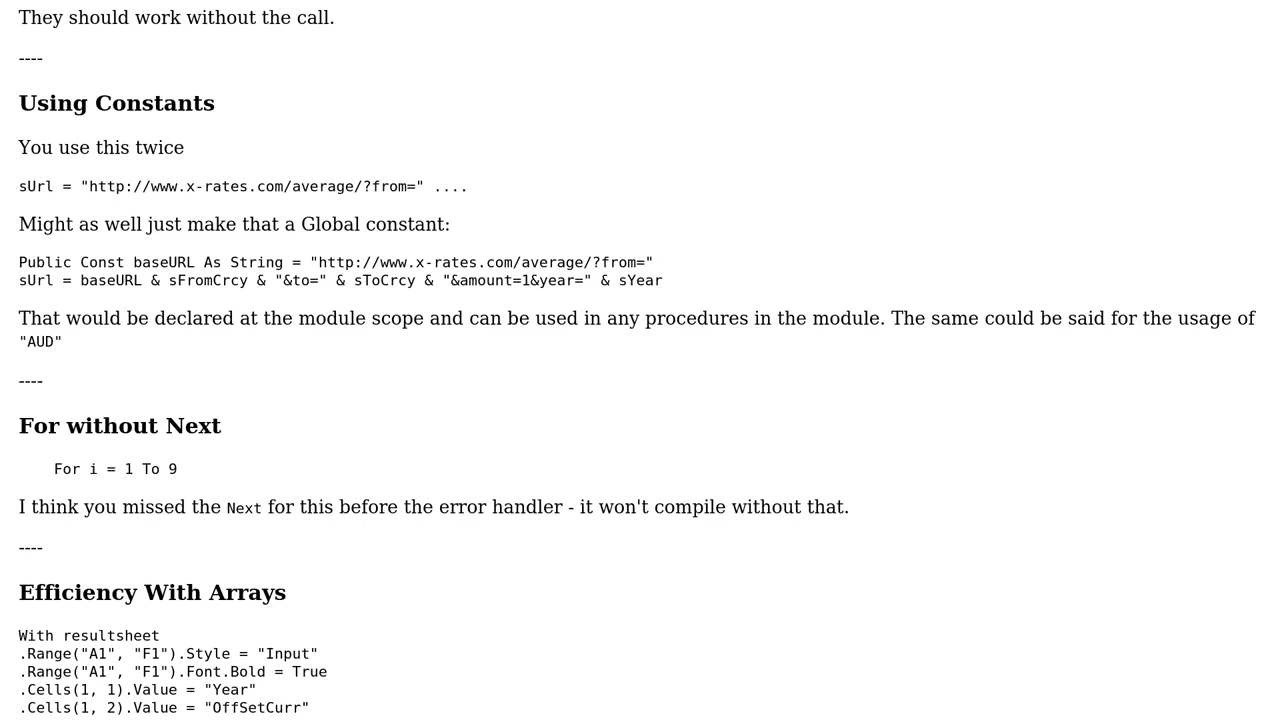 They should work without the call.
----
Using Constants
You use this twice
sUrl = "http://www.x-rates.com/average/?from=" ....
Might as well just make that a Global constant:
Public Const baseURL As String = "http://www.x-rates.com/average/?from="
sUrl = baseURL & sFromCrcy & "&to=" & sToCrcy & "&amount=1&year=" & sYear
That would be declared at the module scope and can be used in any procedures in the module. The same could be said for the usage of
"AUD"
----
For without Next
    For i = 1 To 9
I think you missed the Next for this before the error handler - it won't compile without that.
----
Efficiency With Arrays
With resultsheet
.Range("A1", "F1").Style = "Input"
.Range("A1", "F1").Font.Bold = True
.Cells(1, 1).Value = "Year"
.Cells(1, 2).Value = "OffSetCurr"